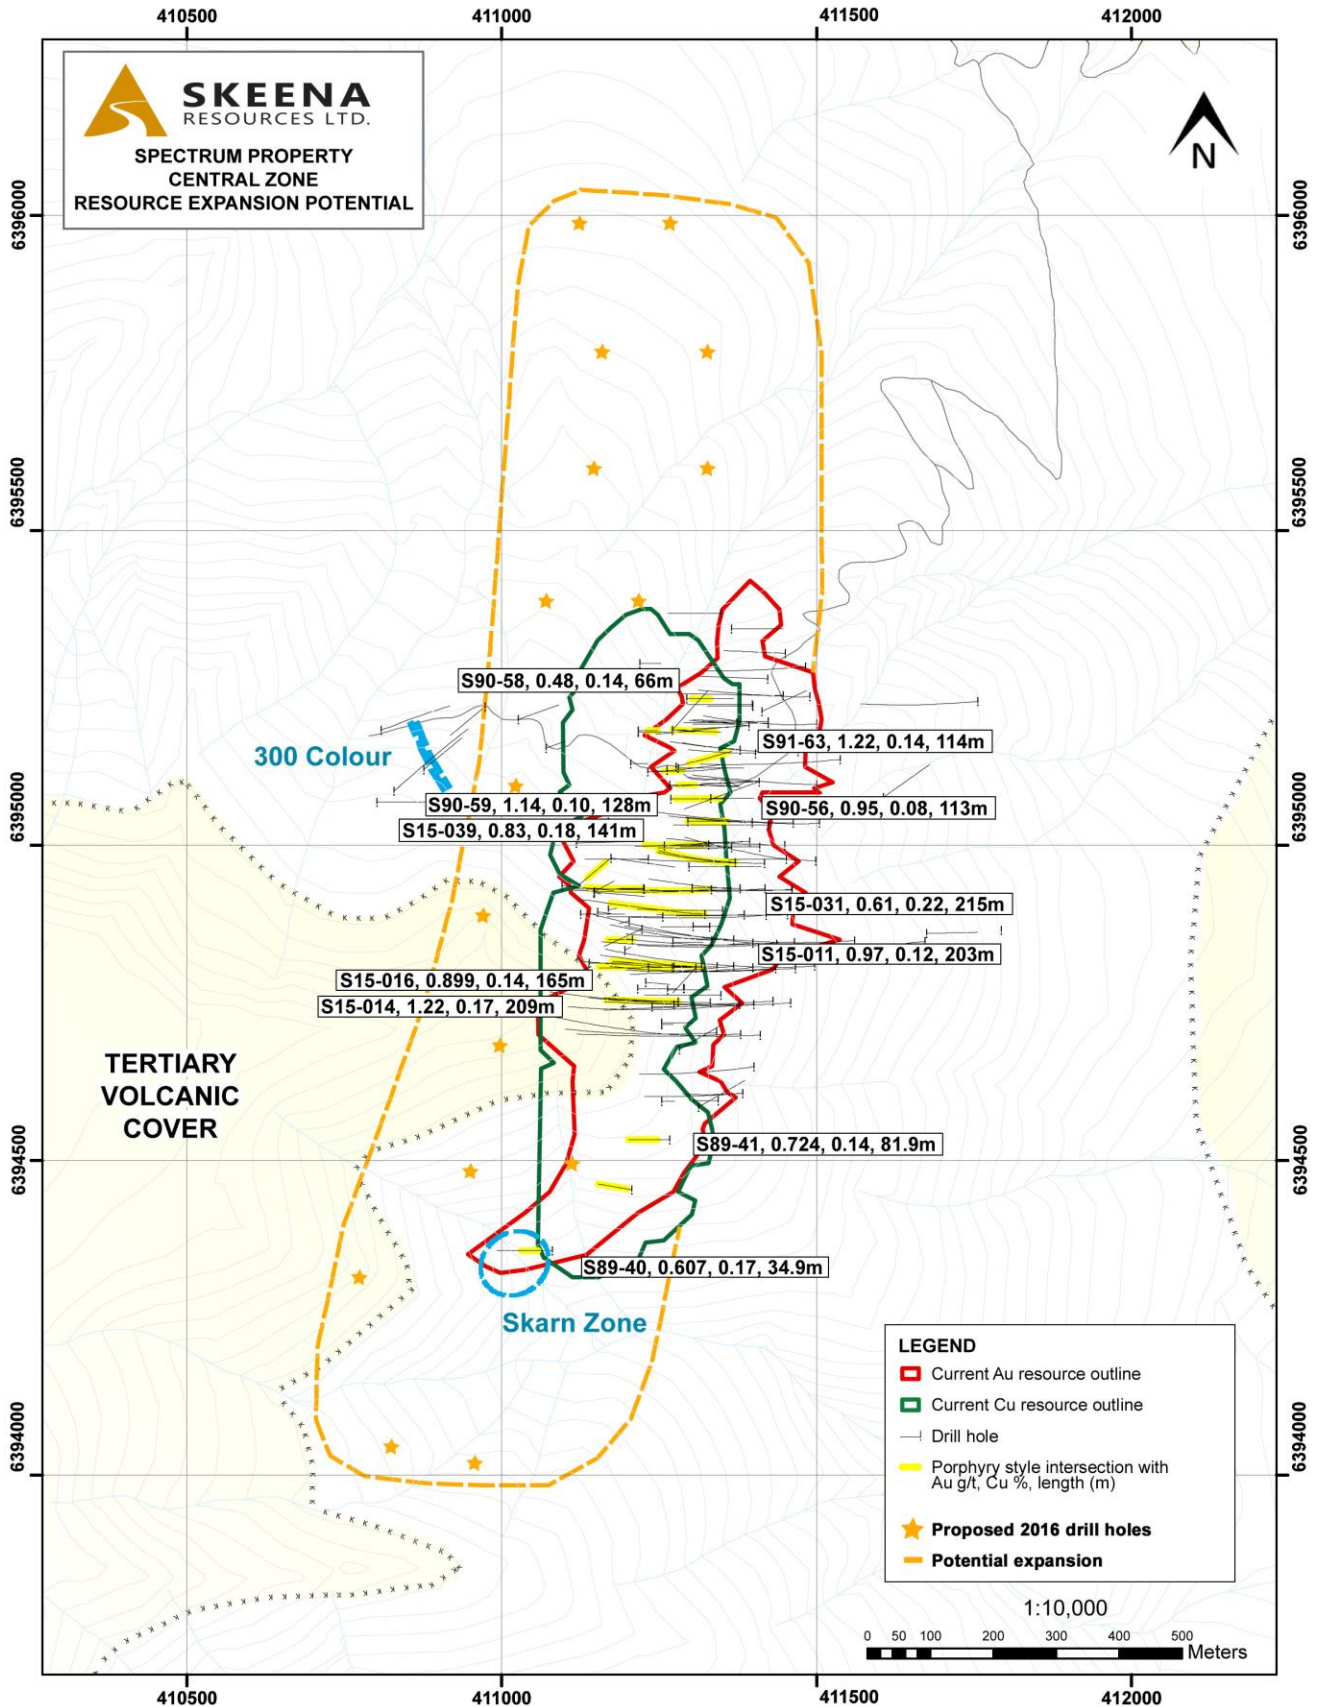 410500
411000
411500
412000
SKEENA
RESOURCES LTD.
SPECTRUM PROPERTY
CENTRAL ZONE
RESOURCE EXPANSION POTENTIAL
N
6396000
6396000
6395500
6395500
S90-58, 0.48, 0.14, 66m
300 Colour
S91-63, 1.22, 0.14, 114m
S90-59, 1.14, 0.10, 128m
S90-56, 0.95, 0.08, 113m
S15-039, 0.83, 0.18, 141m
6395000
6395000
S15-031, 0.61, 0.22, 215m
S15-011, 0.97, 0.12, 203m
S15-016, 0.899, 0.14, 165m
S15-014, 1.22, 0.17, 209m
TERTIARY
VOLCANIC
COVER
S89-41, 0.724, 0.14, 81.9m
6394500
6394500
S89-40, 0.607, 0.17, 34.9m
Skarn Zone
LEGEND
Current Au resource outline
Current Cu resource outline
Drill hole
Porphyry style intersection with
Au g/t, Cu %, length (m)
Proposed 2016 drill holes
Potential expansion
6394000
6394000
1:10,000
0 50 100 200 300 400 500
Meters
410500
411000
411500
412000